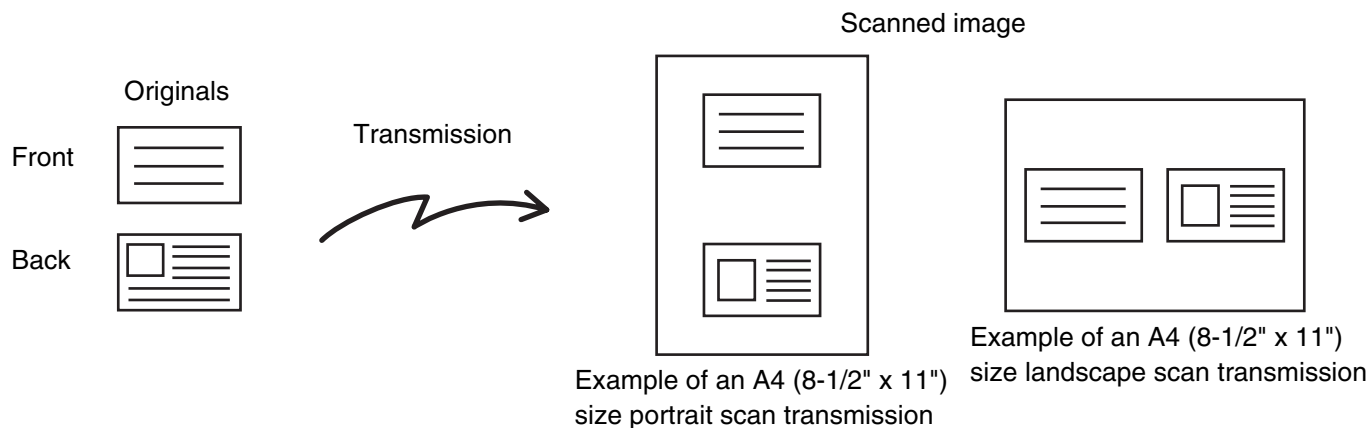 Scanned image
Originals
Front
Back
Transmission
Example of an A4 (8-1/2" x 11")
size portrait scan transmission
Example of an A4 (8-1/2" x 11")
size landscape scan transmission